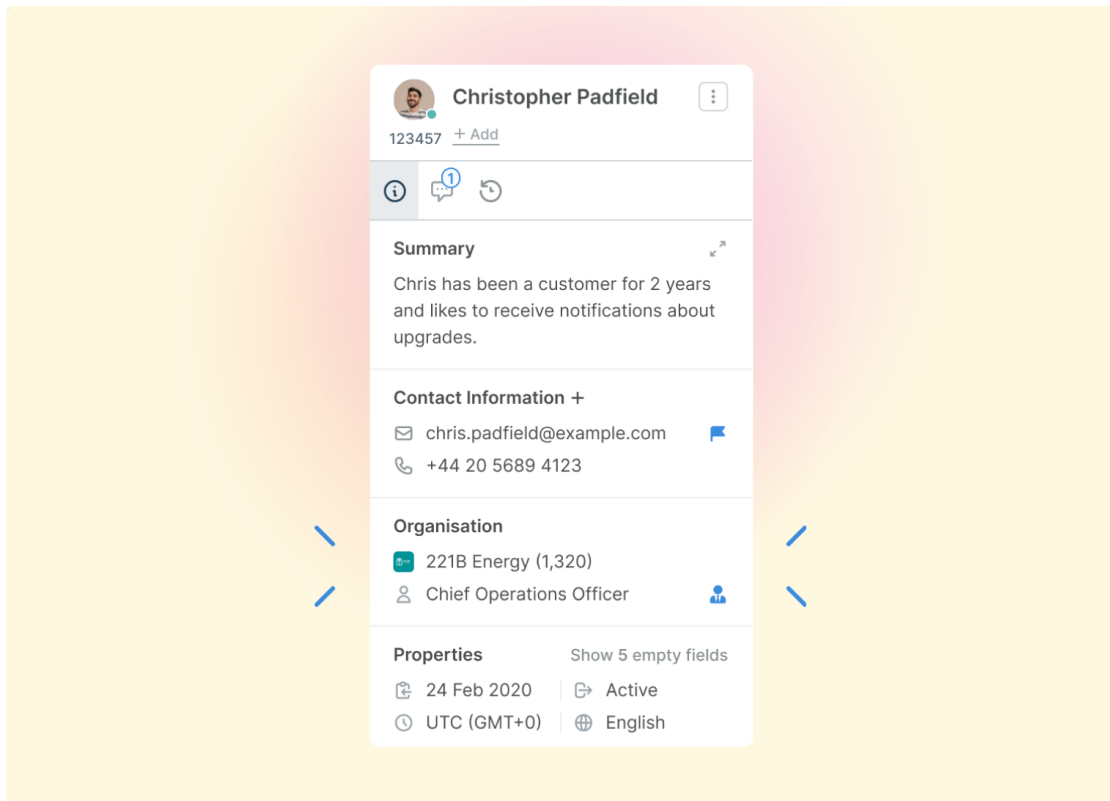 Christopher Padfield
123457 + Add
1
Summary
Chris has been a customer for 2 years
and likes to receive notifications about
upgrades.
Contact Information +
chris.padfield@example.com
+44 20 5689 4123
Organisation
221B Energy (1,320)
Chief Operations Officer
Properties Show 5 empty fields
24 Feb 2020 Active
UTC (GMT+0) English